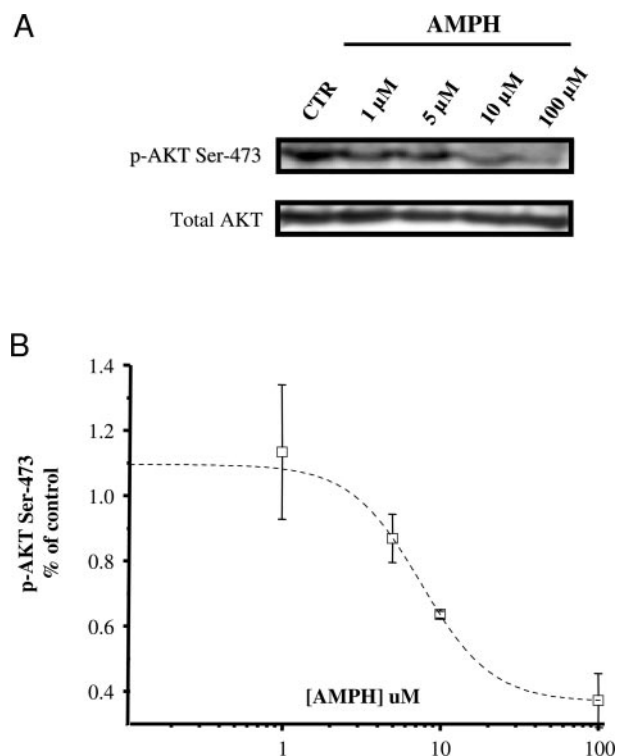 A
AMPH
CTR
1 µM
5 µM
10 µM
100 µM
p-AKT Ser-473
Total AKT
B
p-AKT Ser-473
% of control
1.4
1.2
1.0
0.8
0.6
0.4
[AMPH] uM
1
10
100